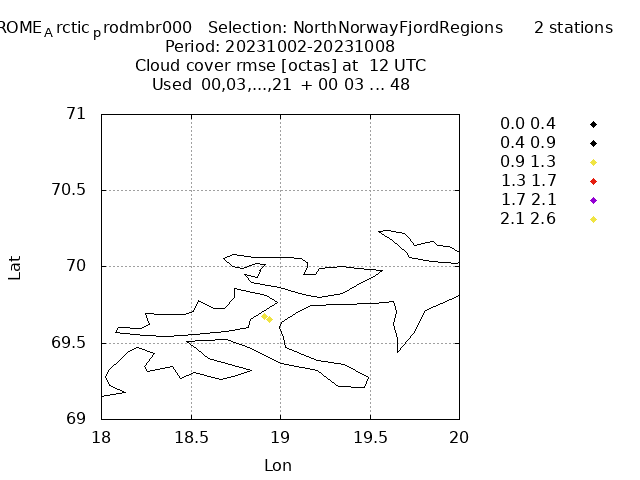 ROME_Arctic_prodmbr000 Selection: NorthNorwayFjordRegions 2 stations
Period: 20231002-20231008
Cloud cover rmse [octas] at 12 UTC
Used 00,03,...,21 + 00 03 ... 48
0.0 0.4
0.4 0.9
0.9 1.3
1.3 1.7
1.7 2.1
2.1 2.6
71
70.5
70
69.5
69
Lat
18 18.5 19 19.5 20
Lon